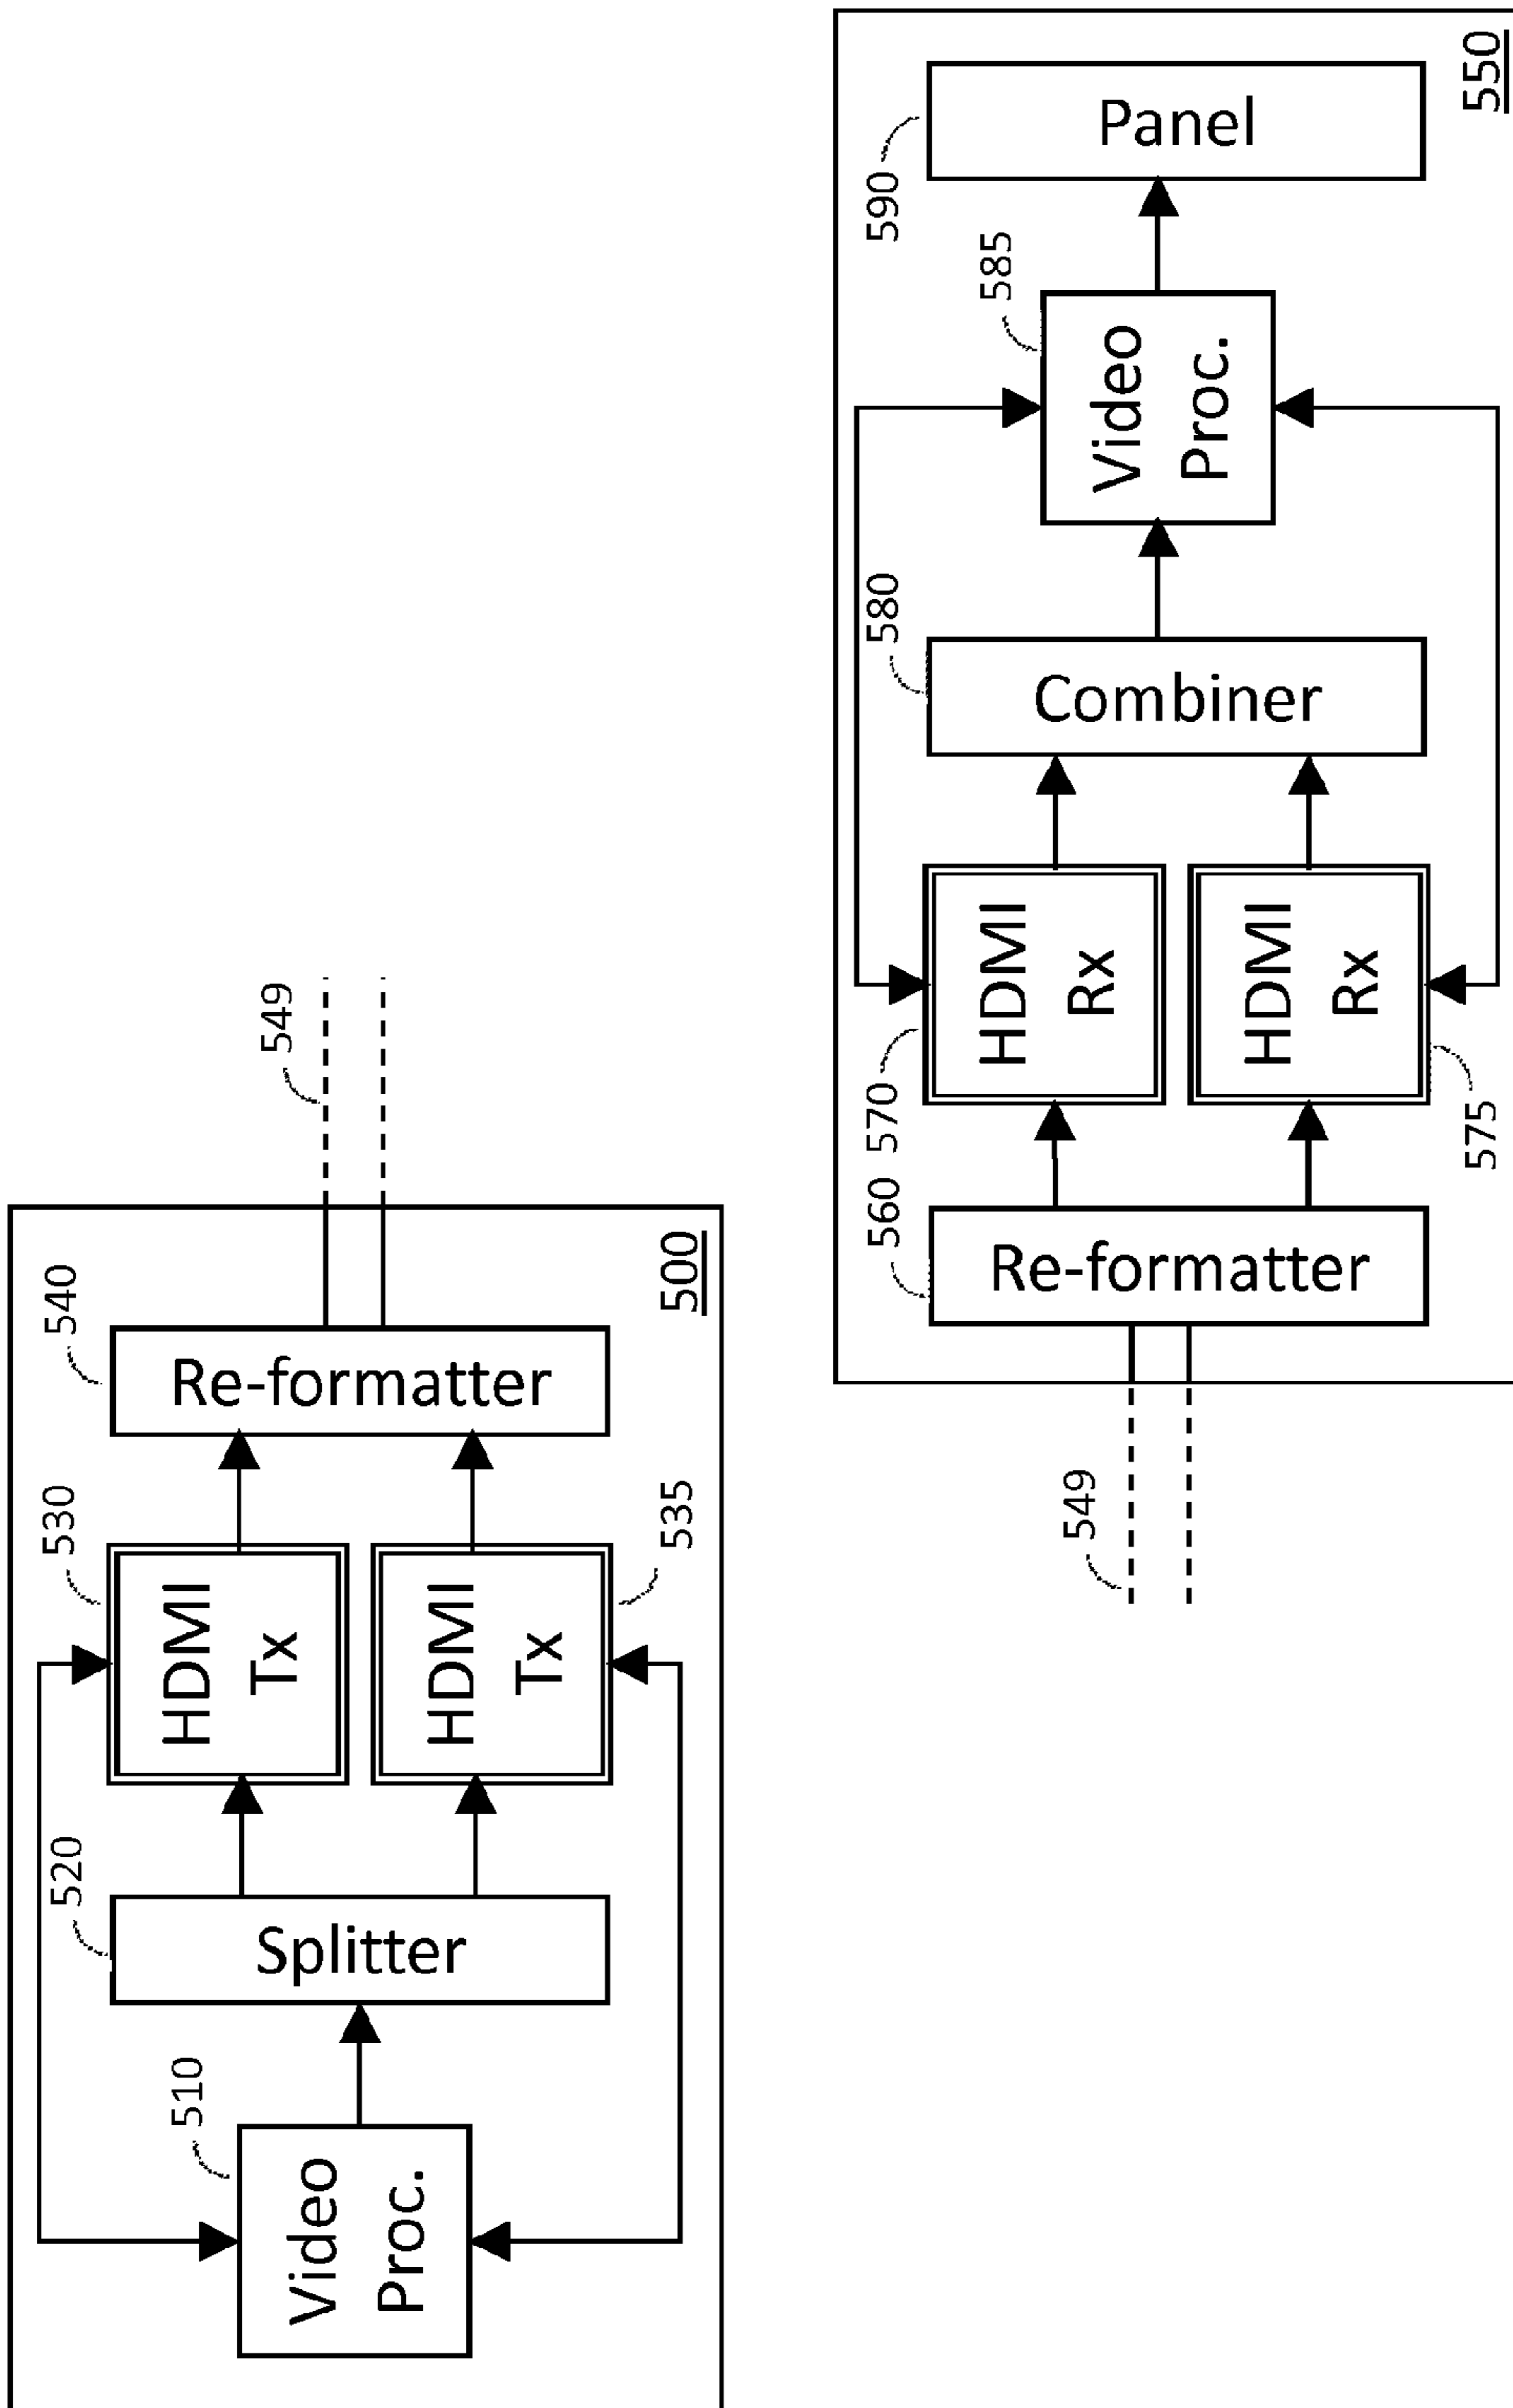 500
510
Video
Proc.
520
Splitter
530
HDMI
Tx
535
HDMI
Tx
540
Re-formatter
549
549
560
Re-formatter
570
HDMI
Rx
575
HDMI
Rx
580
Combiner
585
Video
Proc.
590
Panel
550